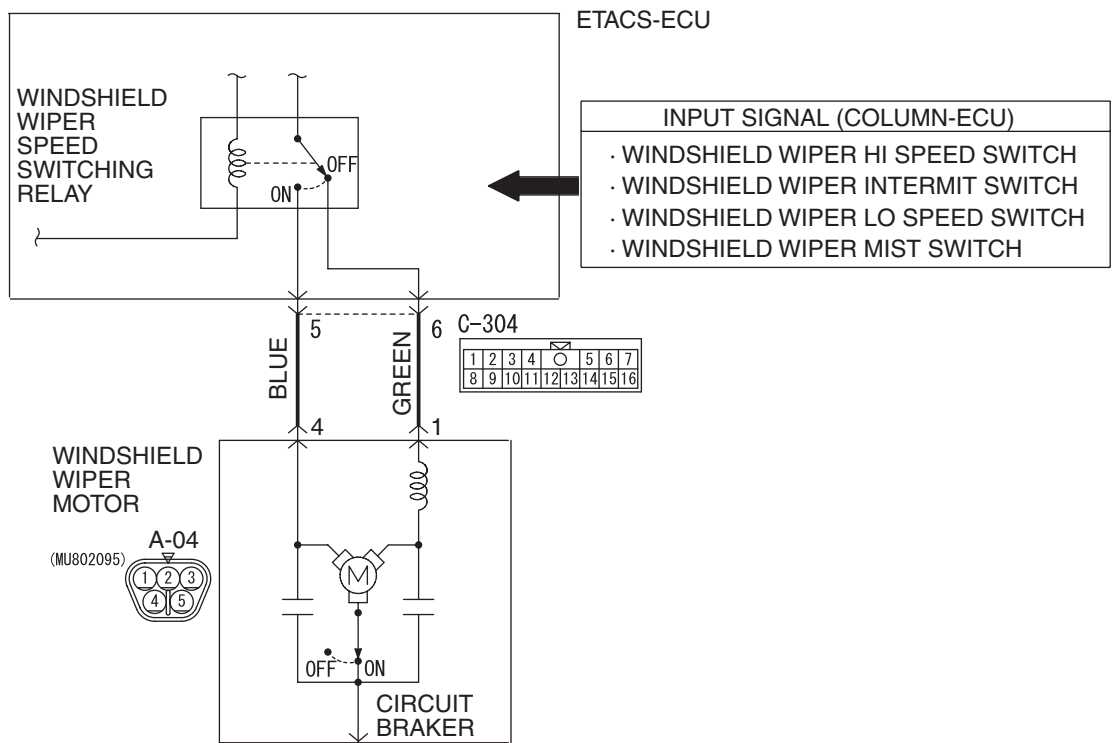 ETACS-ECU
WINDSHIELD
WIPER
SPEED
SWITCHING
RELAY
OFF
ON
INPUT SIGNAL (COLUMN-ECU)
· WINDSHIELD WIPER HI SPEED SWITCH
· WINDSHIELD WIPER INTERMIT SWITCH
· WINDSHIELD WIPER LO SPEED SWITCH
· WINDSHIELD WIPER MIST SWITCH
5
6
C-304
1 2 3 4 5 6 7
8 9 10 11 12 13 14 15 16
BLUE
GREEN
4
1
WINDSHIELD
WIPER
MOTOR
A-04
(MU802095)
1 2 3
4 5
M
OFF ON
CIRCUIT
BRAKER